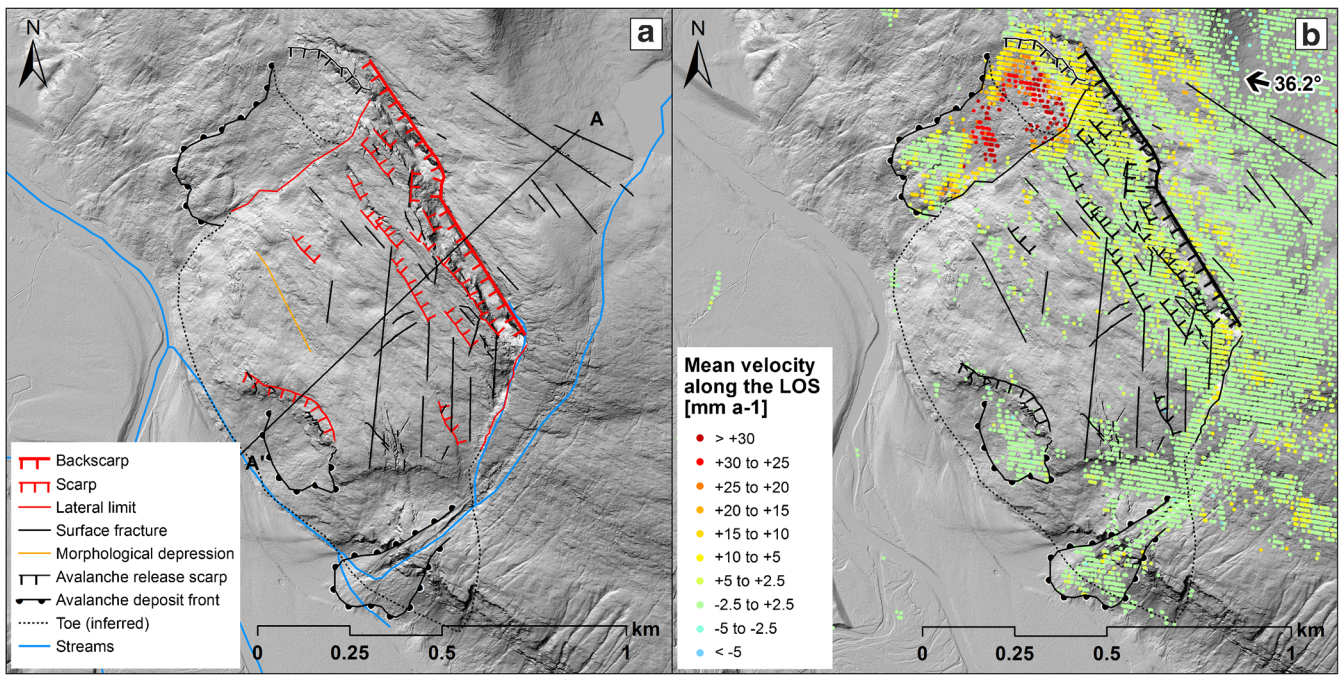 N
a
A
A'
Backscarp
Scarp
Lateral limit
Surface fracture
Morphological depression
Avalanche release scarp
Avalanche deposit front
Toe (inferred)
Streams
km
0 0.25 0.5 1
N
b
36.2°
Mean velocity
along the LOS
[mm a-1]
> +30
+30 to +25
+25 to +20
+20 to +15
+15 to +10
+10 to +5
+5 to +2.5
-2.5 to +2.5
-5 to -2.5
< -5
km
0 0.25 0.5 1